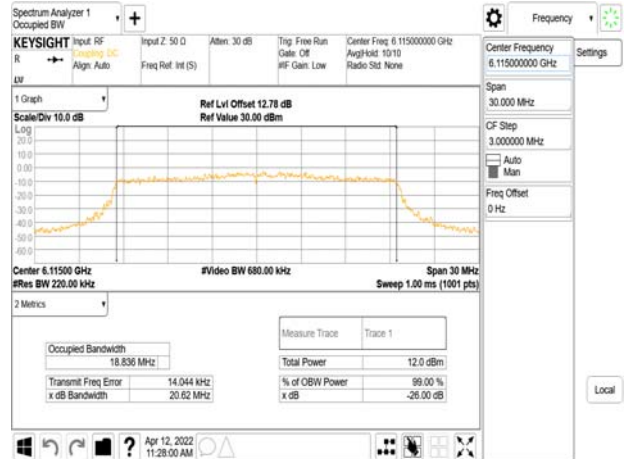 Spectrum Analyzer 1
Occupied BW
+
Frequency
Settings
KEYSIGHT
R
LVI
Input: RF
Coupling: DC
Align: Auto
Input Z: 50 Ω
Freq Ref: Int (S)
Atten: 30 dB
Trig: Free Run
Gate: Off
#IF Gain: Low
Center Freq: 6.115000000 GHz
Avg|Hold: 10/10
Radio Std: None
1 Graph
Scale/Div 10.0 dB
Ref Lvl Offset 12.78 dB
Ref Value 30.00 dBm
Log
20.0
10.0
0.00
-10.0
-20.0
-30.0
-40.0
-50.0
-60.0
Center 6.11500 GHz
#Res BW 220.00 kHz
#Video BW 680.00 kHz
Span 30 MHz
Sweep 1.00 ms (1001 pts)
2 Metrics
Occupied Bandwidth
18.836 MHz
Transmit Freq Error 14.044 kHz
x dB Bandwidth 20.62 MHz
Measure Trace Trace 1
Total Power 12.0 dBm
% of OBW Power 99.00 %
x dB -26.00 dB
Center Frequency
6.115000000 GHz
Span
30.000 MHz
CF Step
3.000000 MHz
Auto
Man
Freq Offset
0 Hz
Local
?
Apr 12, 2022
11:28:00 AM